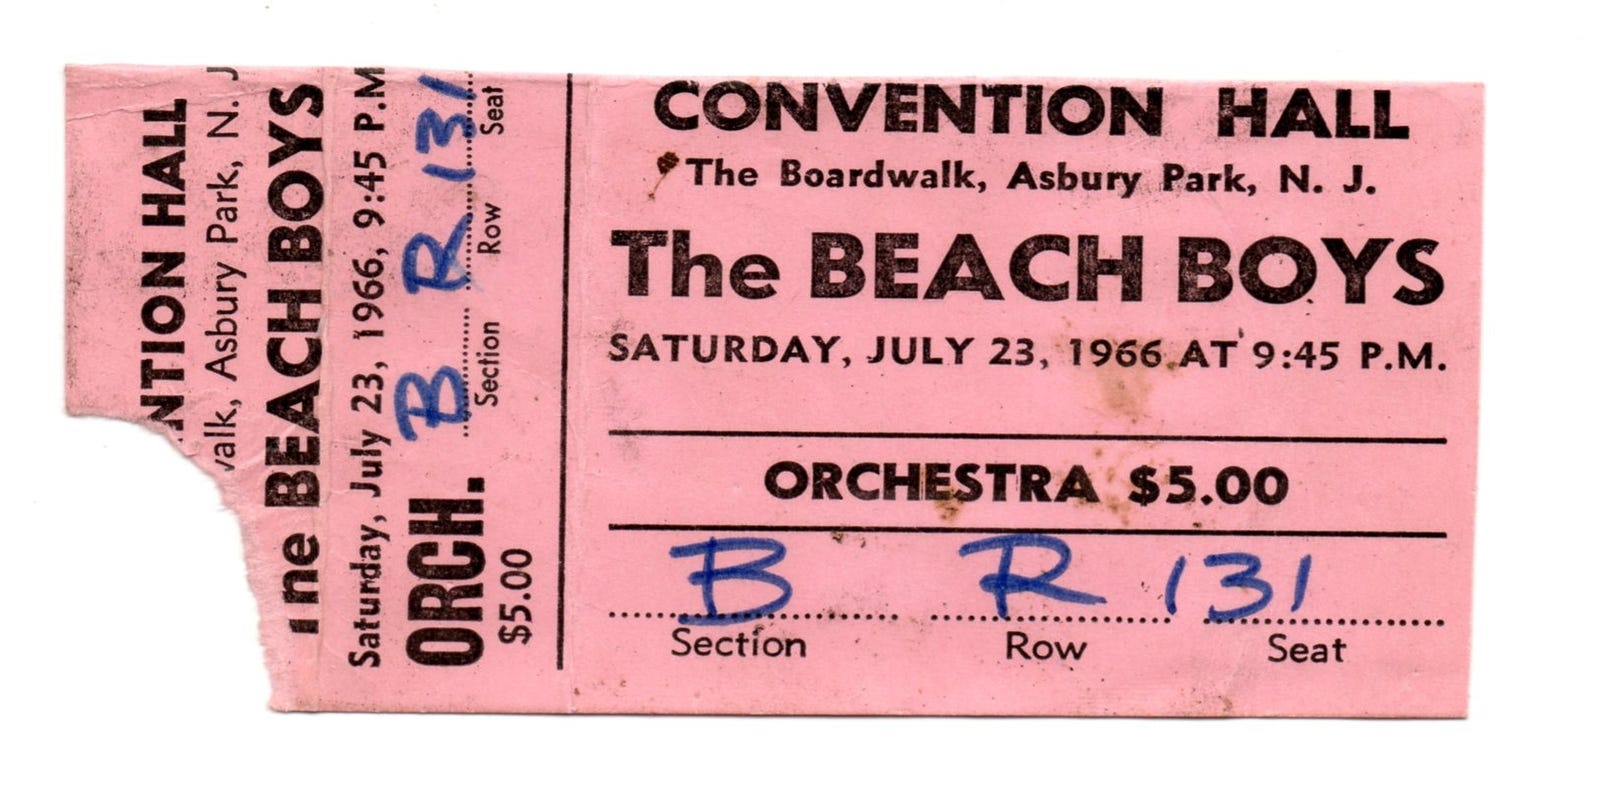 NTION HALL
alk, Asbury Park, N. J
The BEACH BOYS
Saturday, July 23, 1966, 9:45 P.M
B R 131
Section Row Seat
ORCH.
$5.00
CONVENTION HALL
The Boardwalk, Asbury Park, N. J.
The BEACH BOYS
SATURDAY, JULY 23, 1966 AT 9:45 P.M.
ORCHESTRA $5.00
B R 131
Section Row Seat